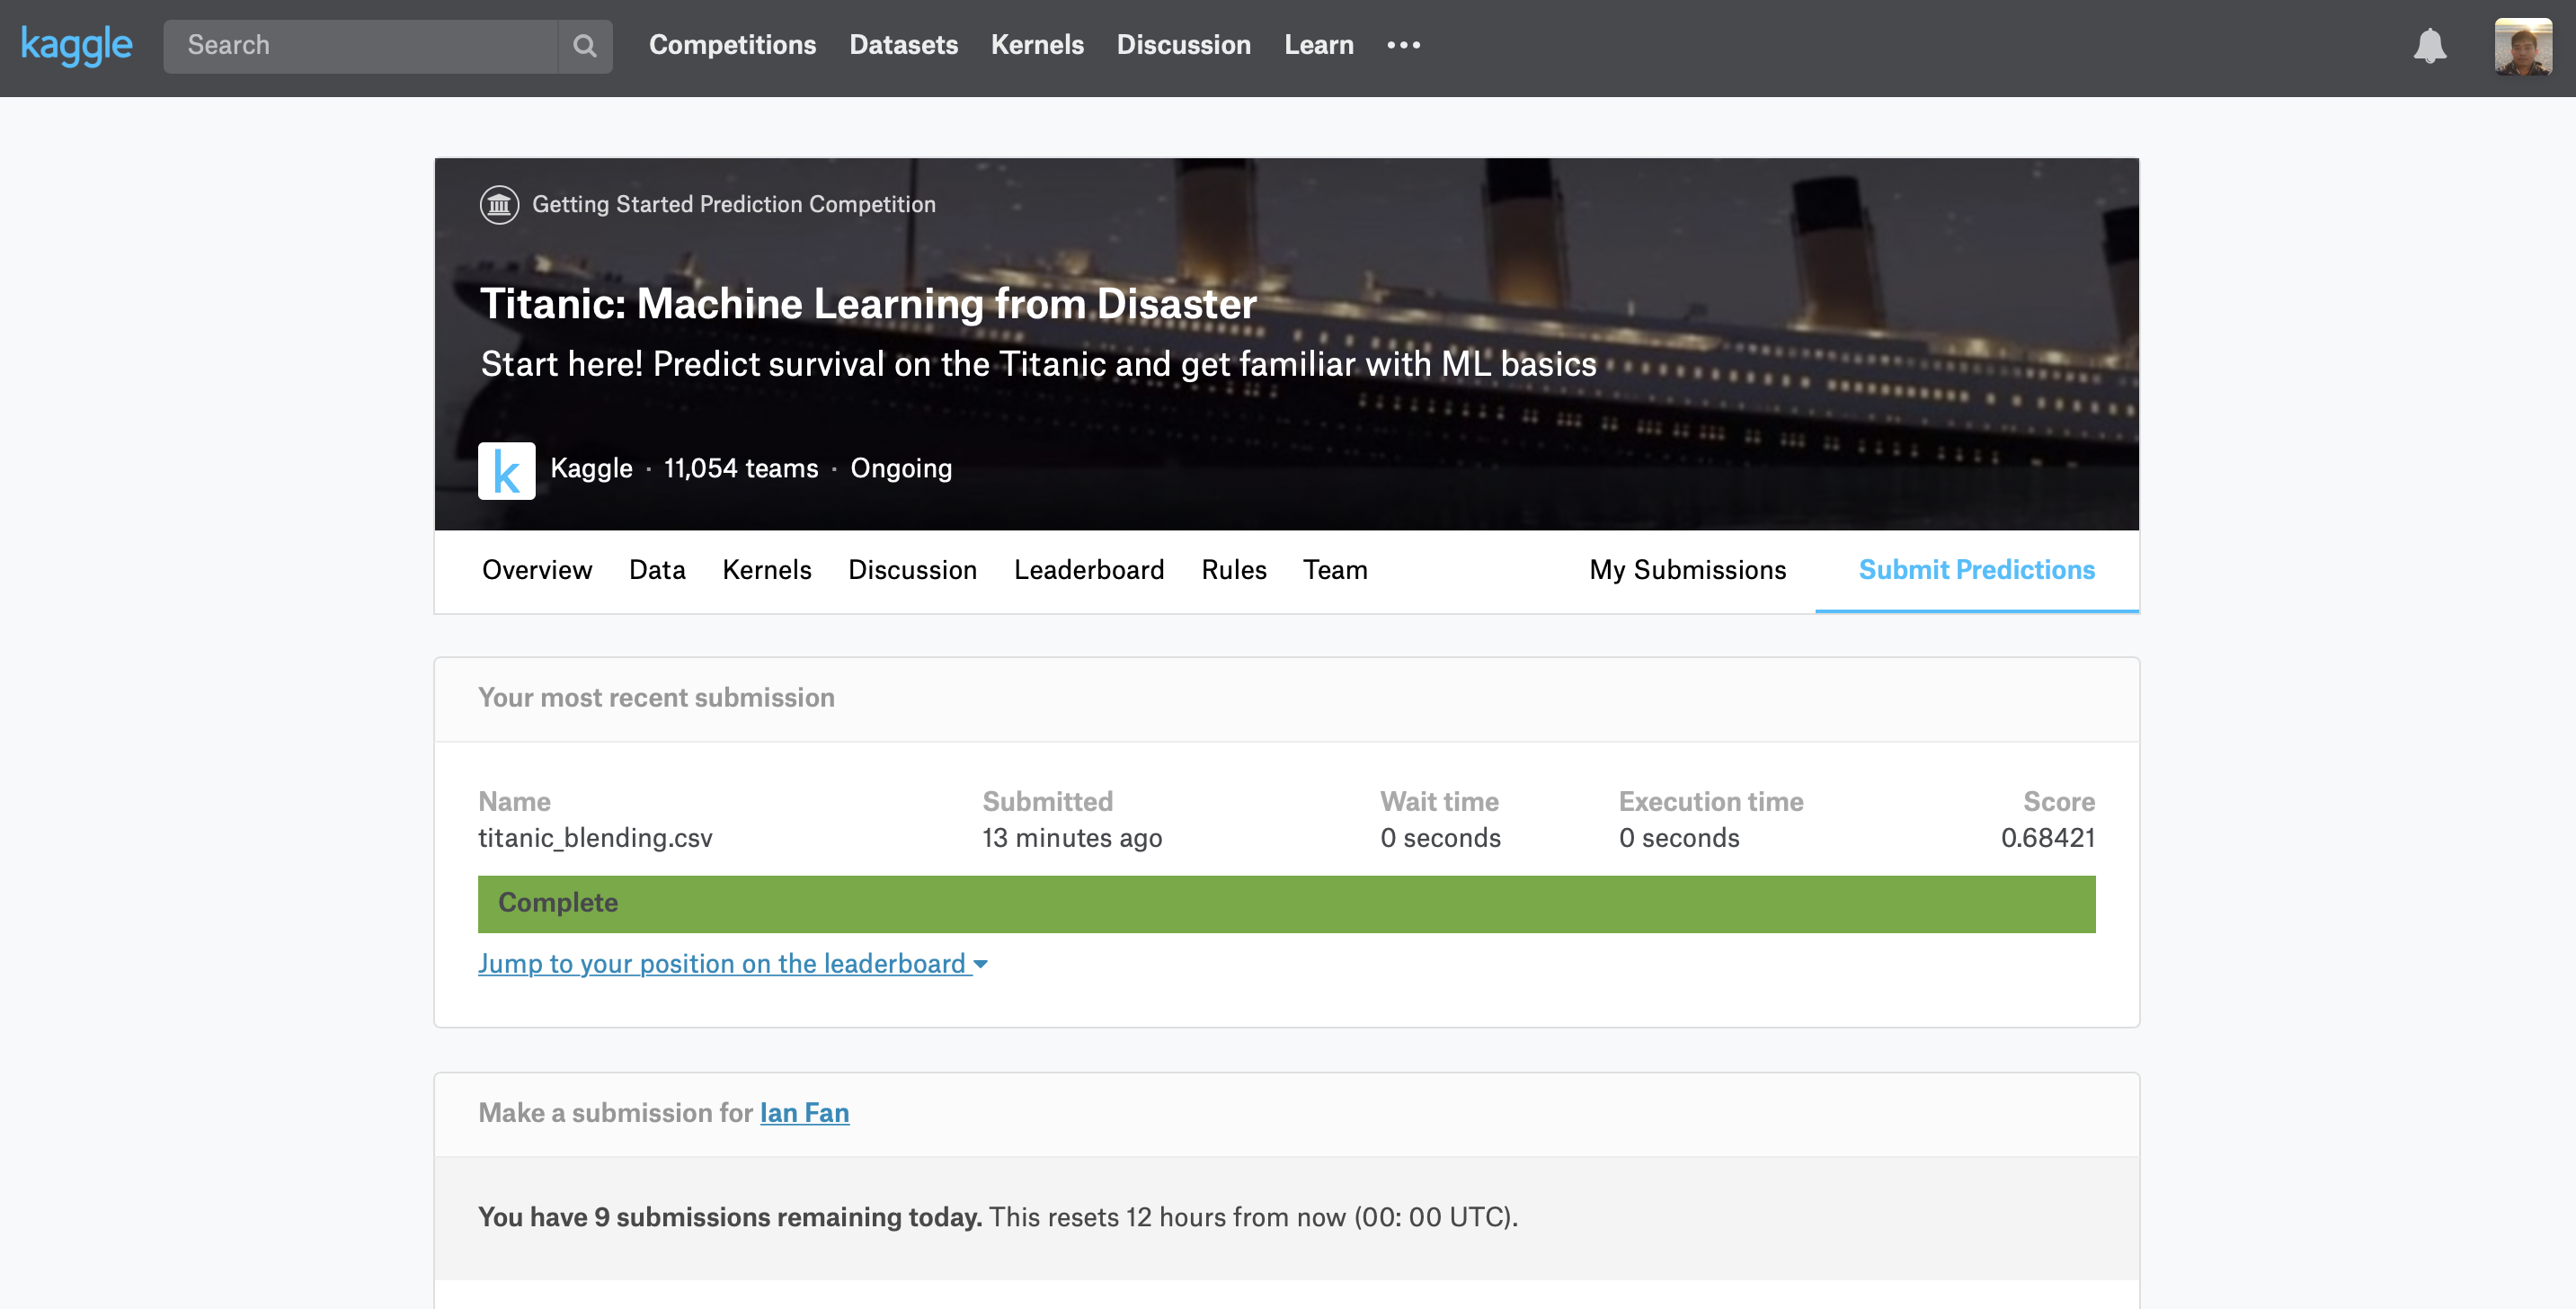 kaggle
Search
Competitions Datasets Kernels Discussion Learn
Getting Started Prediction Competition
Titanic: Machine Learning from Disaster
Start here! Predict survival on the Titanic and get familiar with ML basics
k
Kaggle · 11,054 teams · Ongoing
Overview Data Kernels Discussion Leaderboard Rules Team My Submissions Submit Predictions
Your most recent submission
Name Submitted Wait time Execution time Score
titanic_blending.csv 13 minutes ago 0 seconds 0 seconds 0.68421
Complete
Jump to your position on the leaderboard
Make a submission for Ian Fan
You have 9 submissions remaining today. This resets 12 hours from now (00: 00 UTC).